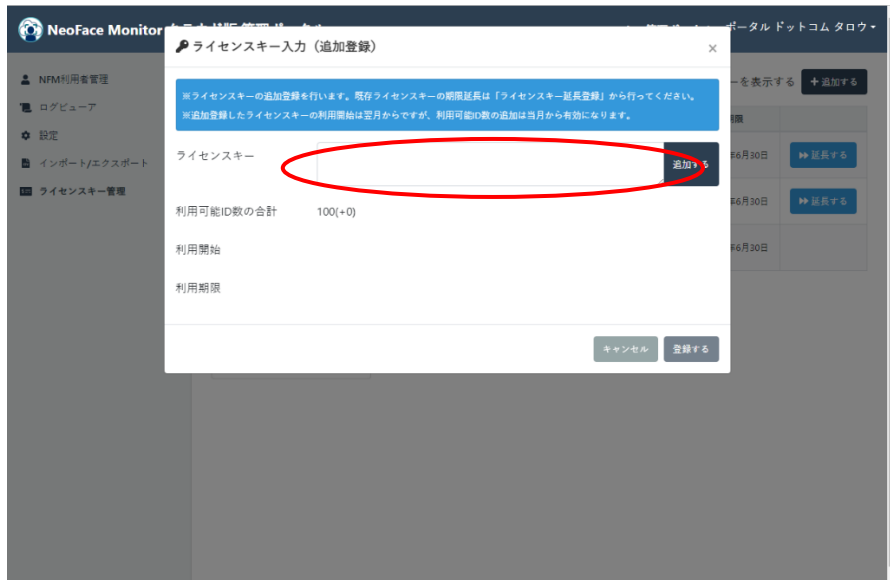 NeoFace Monitor
ポータル ドットコム タロウ
ライセンスキー入力（追加登録）
×
NFM利用者管理
ログビューア
設定
インポート/エクスポート
ライセンスキー管理
※ライセンスキーの追加登録を行います。既存ライセンスキーの期限延長は「ライセンスキー延長登録」から行ってください。
※追加登録したライセンスキーの利用開始は翌月からですが、利用可能ID数の追加は当月から有効になります。
ーを表示する
+追加する
ライセンスキー
追加する
年6月30日
延長する
利用可能ID数の合計
100(+0)
年6月30日
延長する
利用開始
年6月30日
利用期限
キャンセル
登録する